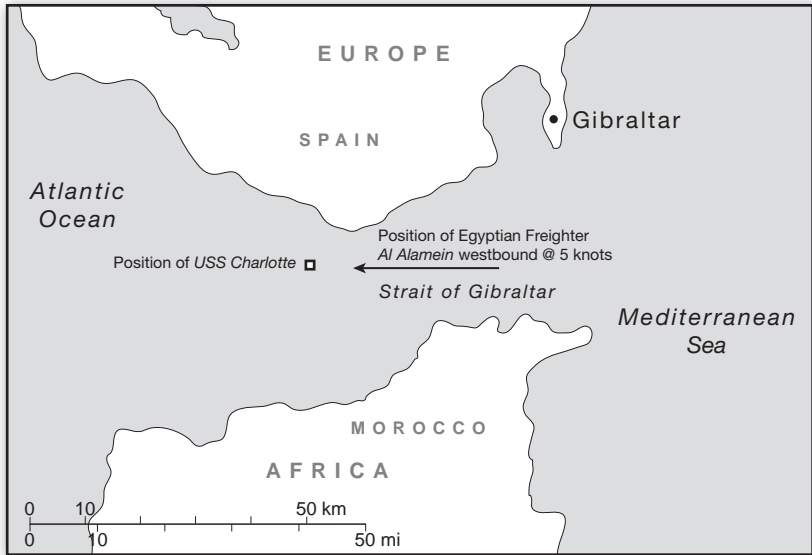 EUROPE
SPAIN
Gibraltar
Atlantic
Ocean
Position of Egyptian Freighter
Al Alamein westbound @ 5 knots
Position of USS Charlotte
Strait of Gibraltar
Mediterranean
Sea
MOROCCO
AFRICA
0 10 50 km
0 10 50 mi